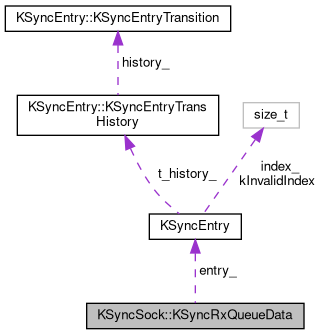 KSyncEntry::KSyncEntryTransition
history_
KSyncEntry::KSyncEntryTrans
History
size_t
t_history_
index_
kInvalidIndex
KSyncEntry
entry_
KSyncSock::KSyncRxQueueData